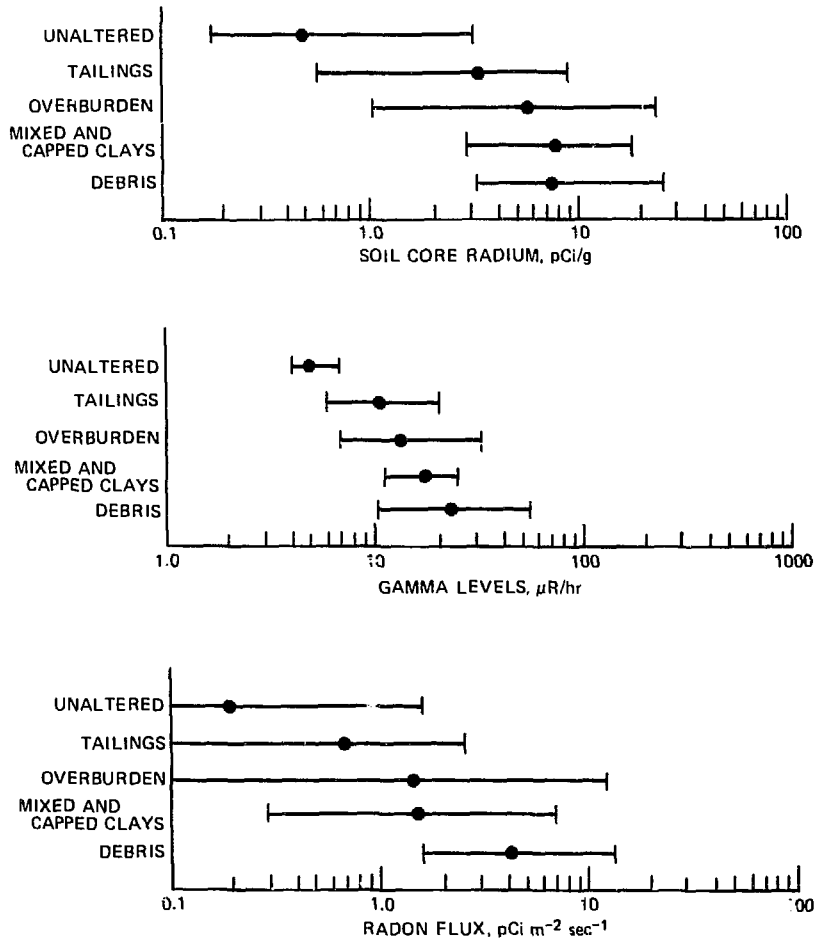 UNALTERED
TAILINGS
OVERBURDEN
MIXED AND
CAPPED CLAYS
DEBRIS
0.1 1.0 10 100
SOIL CORE RADIUM, pCi/g
UNALTERED
TAILINGS
OVERBURDEN
MIXED AND
CAPPED CLAYS
DEBRIS
1.0 10 100 1000
GAMMA LEVELS, μR/hr
UNALTERED
TAILINGS
OVERBURDEN
MIXED AND
CAPPED CLAYS
DEBRIS
0.1 1.0 10 100
RADON FLUX, pCi m⁻² sec⁻¹